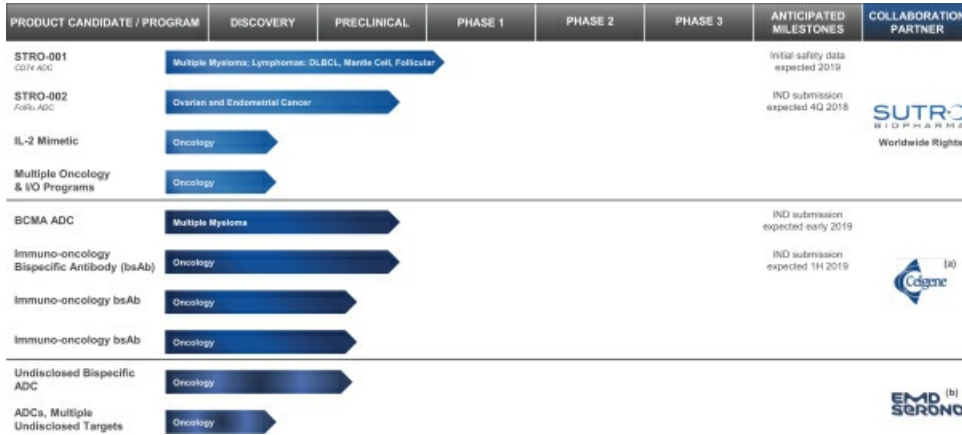 PRODUCT CANDIDATE / PROGRAM DISCOVERY PRECLINICAL PHASE 1 PHASE 2 PHASE 3 ANTICIPATED MILESTONES COLLABORATION PARTNER
STRO-001
CD74 ADC
Multiple Myeloma; Lymphomas: DLBCL, Mantle Cell, Follicular
Initial safety data
expected 2019
STRO-002
FolRα ADC
Ovarian and Endometrial Cancer
IND submission
expected 4Q 2018
SUTRO
BIOPHARMA
Worldwide Rights
IL-2 Mimetic
Oncology
Multiple Oncology
& I/O Programs
Oncology
BCMA ADC
Multiple Myeloma
IND submission
expected early 2019
Immuno-oncology
Bispecific Antibody (bsAb)
Oncology
IND submission
expected 1H 2019
Celgene
(a)
Immuno-oncology bsAb
Oncology
Immuno-oncology bsAb
Oncology
Undisclosed Bispecific
ADC
Oncology
EMD
SERONO
(b)
ADCs, Multiple
Undisclosed Targets
Oncology